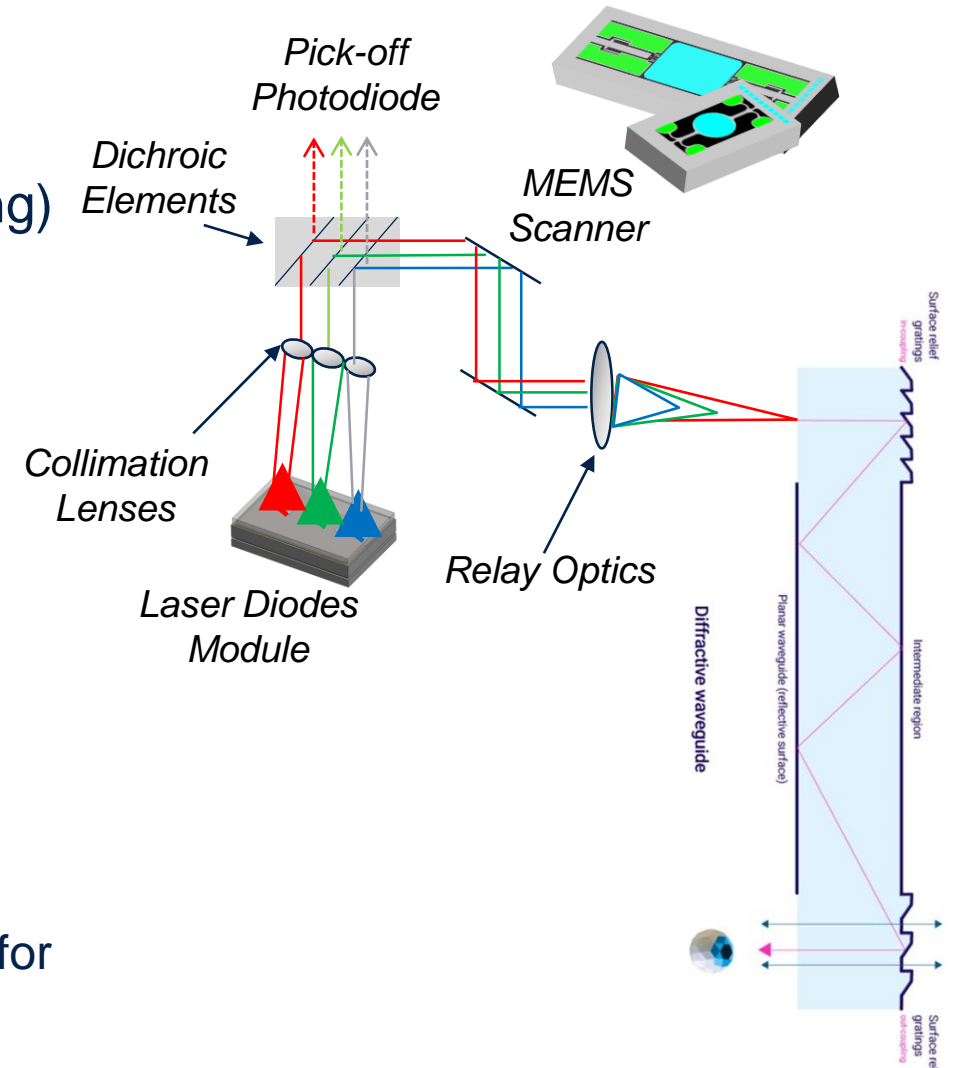 Pick-off
Photodiode
Dichroic
Elements
MEMS
Scanner
g)
Collimation
Lenses
Relay Optics
Laser Diodes
Module
Surface relief
gratings
in-coupling
Intermediate region
Planar waveguide (reflective surface)
Diffractive waveguide
for
Surface rel
gratings
out-coupling